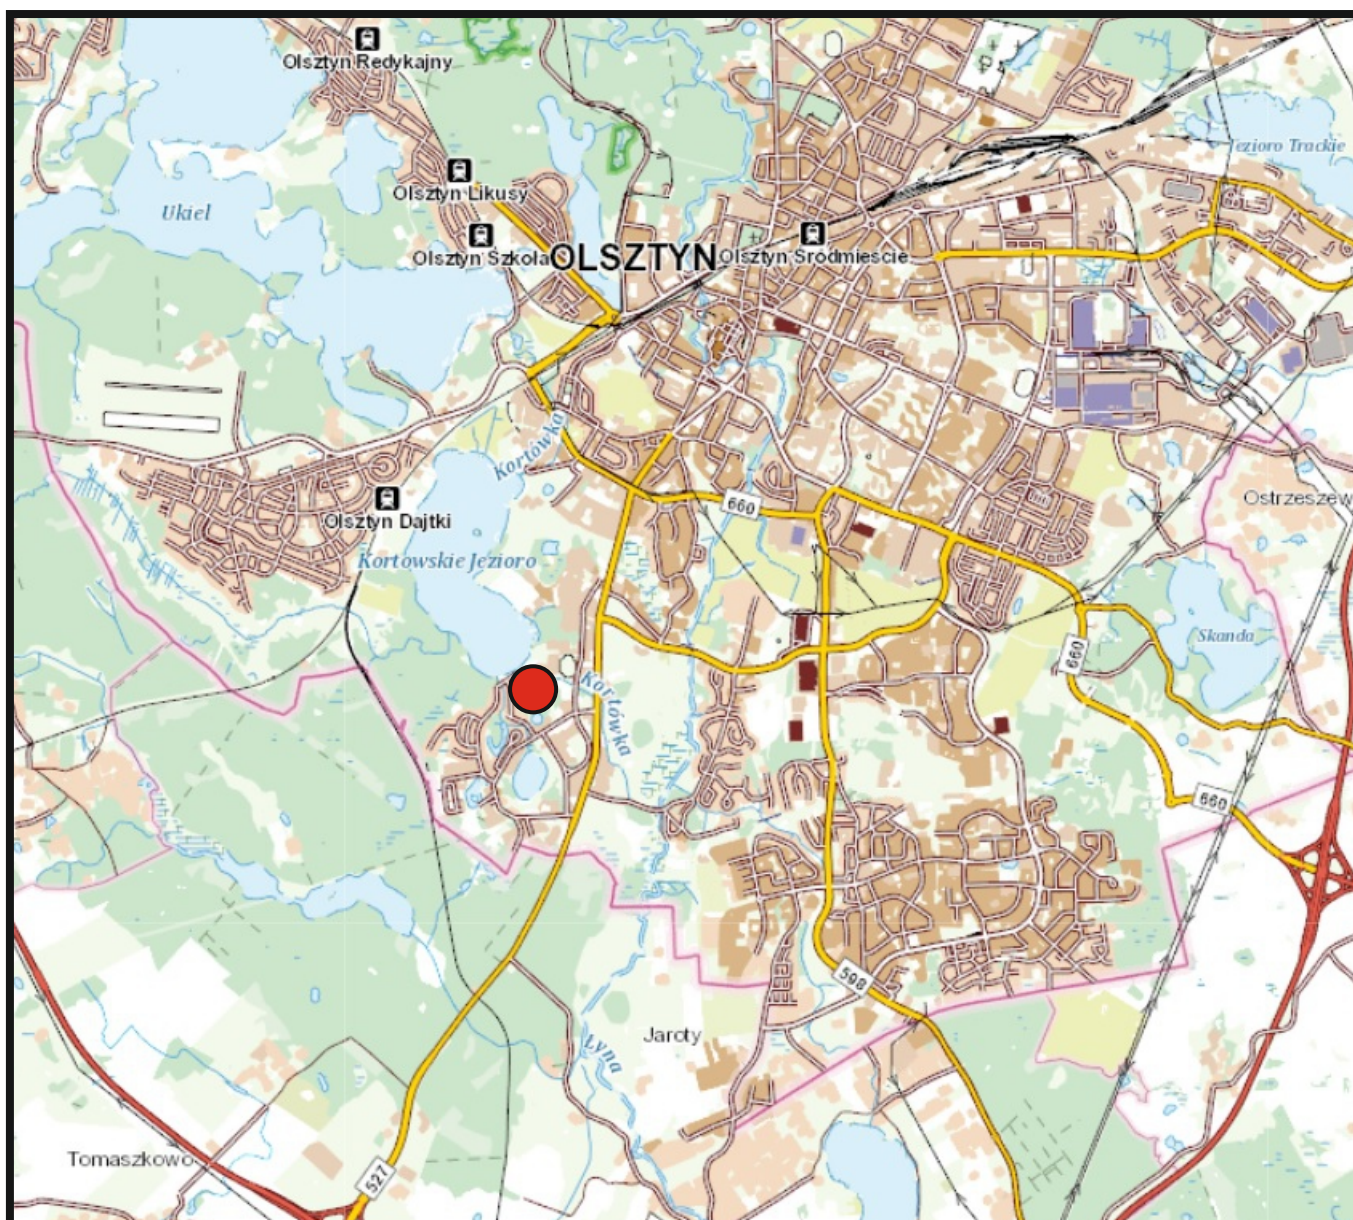 Olsztyn Redykajny
Jezioro Trackie
Olsztyn Likusy
Ukiel
Olsztyn Szkoła
OLSZTYN
Olsztyn Śródmieście
Kortówka
Ostrzeszew
660
Olsztyn Dajtki
Kortowskie Jezioro
Skanda
660
Kortówka
660
598
Jaroty
Łyna
Tomaszkowo
527